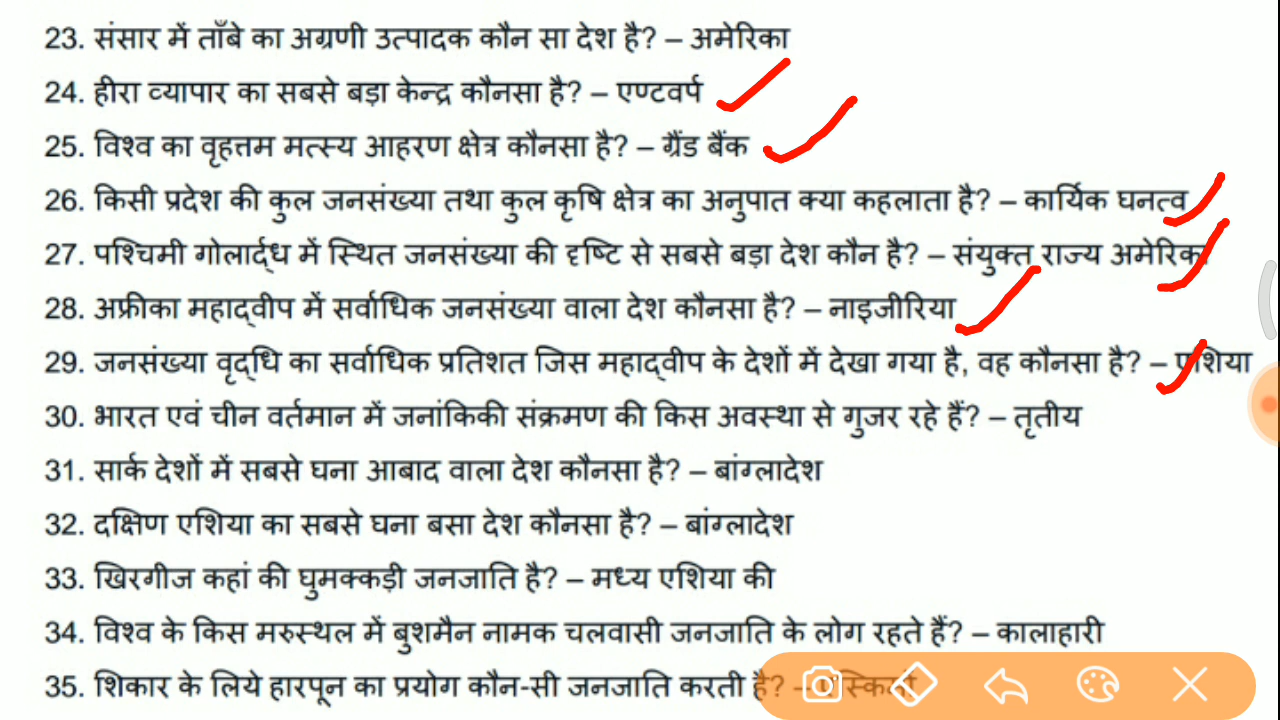 23. संसार में ताँबे का अग्रणी उत्पादक कौन सा देश है? – अमेरिका
24. हीरा व्यापार का सबसे बड़ा केन्द्र कौनसा है? – एण्टवर्प
25. विश्व का वृहत्तम मत्स्य आहरण क्षेत्र कौनसा है? – ग्रैंड बैंक
26. किसी प्रदेश की कुल जनसंख्या तथा कुल कृषि क्षेत्र का अनुपात क्या कहलाता है? – कार्यिक घनत्व
27. पश्चिमी गोलार्द्ध में स्थित जनसंख्या की दृष्टि से सबसे बड़ा देश कौन है? – संयुक्त राज्य अमेरिका
28. अफ्रीका महाद्वीप में सर्वाधिक जनसंख्या वाला देश कौनसा है? – नाइजीरिया
29. जनसंख्या वृद्धि का सर्वाधिक प्रतिशत जिस महाद्वीप के देशों में देखा गया है, वह कौनसा है? – एशिया
30. भारत एवं चीन वर्तमान में जनांकिकी संक्रमण की किस अवस्था से गुजर रहे हैं? – तृतीय
31. सार्क देशों में सबसे घना आबाद वाला देश कौनसा है? – बांग्लादेश
32. दक्षिण एशिया का सबसे घना बसा देश कौनसा है? – बांग्लादेश
33. खिरगीज कहां की घुमक्कड़ी जनजाति है? – मध्य एशिया की
34. विश्व के किस मरुस्थल में बुशमैन नामक चलवासी जनजाति के लोग रहते हैं? – कालाहारी
35. शिकार के लिये हारपून का प्रयोग कौन-सी जनजाति करती है? –